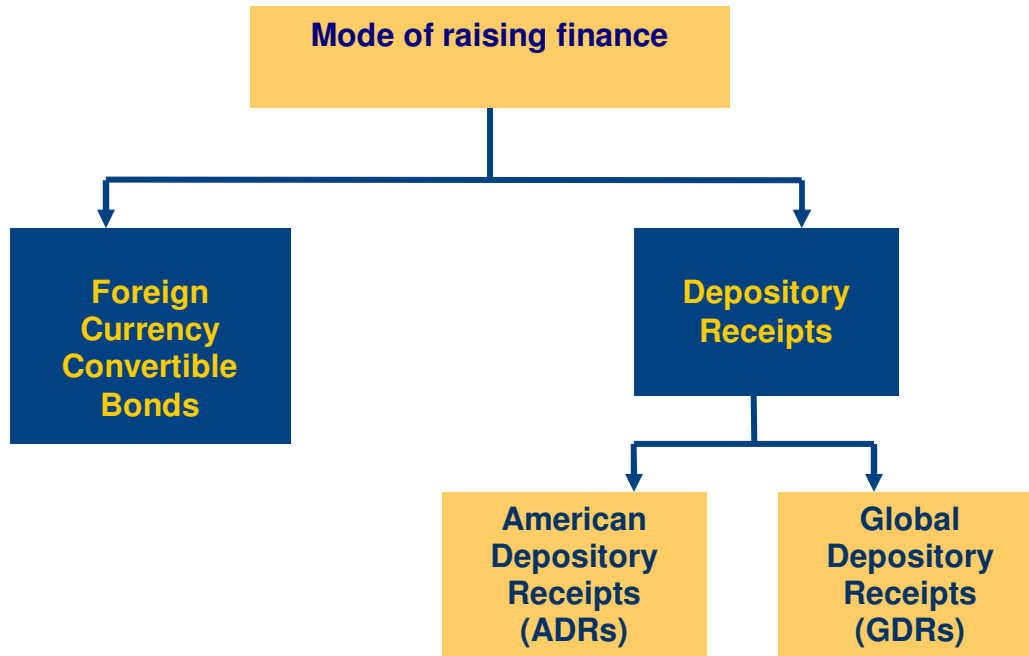 Mode of raising finance
Foreign
Currency
Convertible
Bonds
Depository
Receipts
American
Depository
Receipts
(ADRs)
Global
Depository
Receipts
(GDRs)